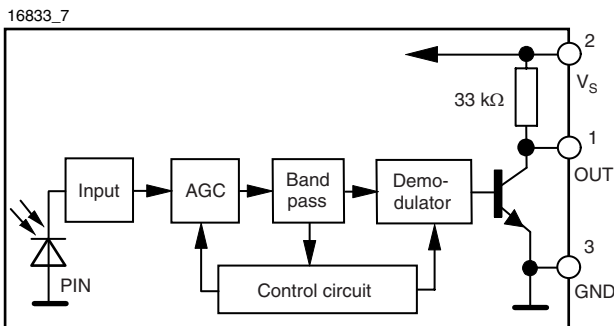 16833_7
2
V_S
33 kΩ
1
OUT
Input
AGC
Band
pass
Demo-
dulator
PIN
Control circuit
3
GND